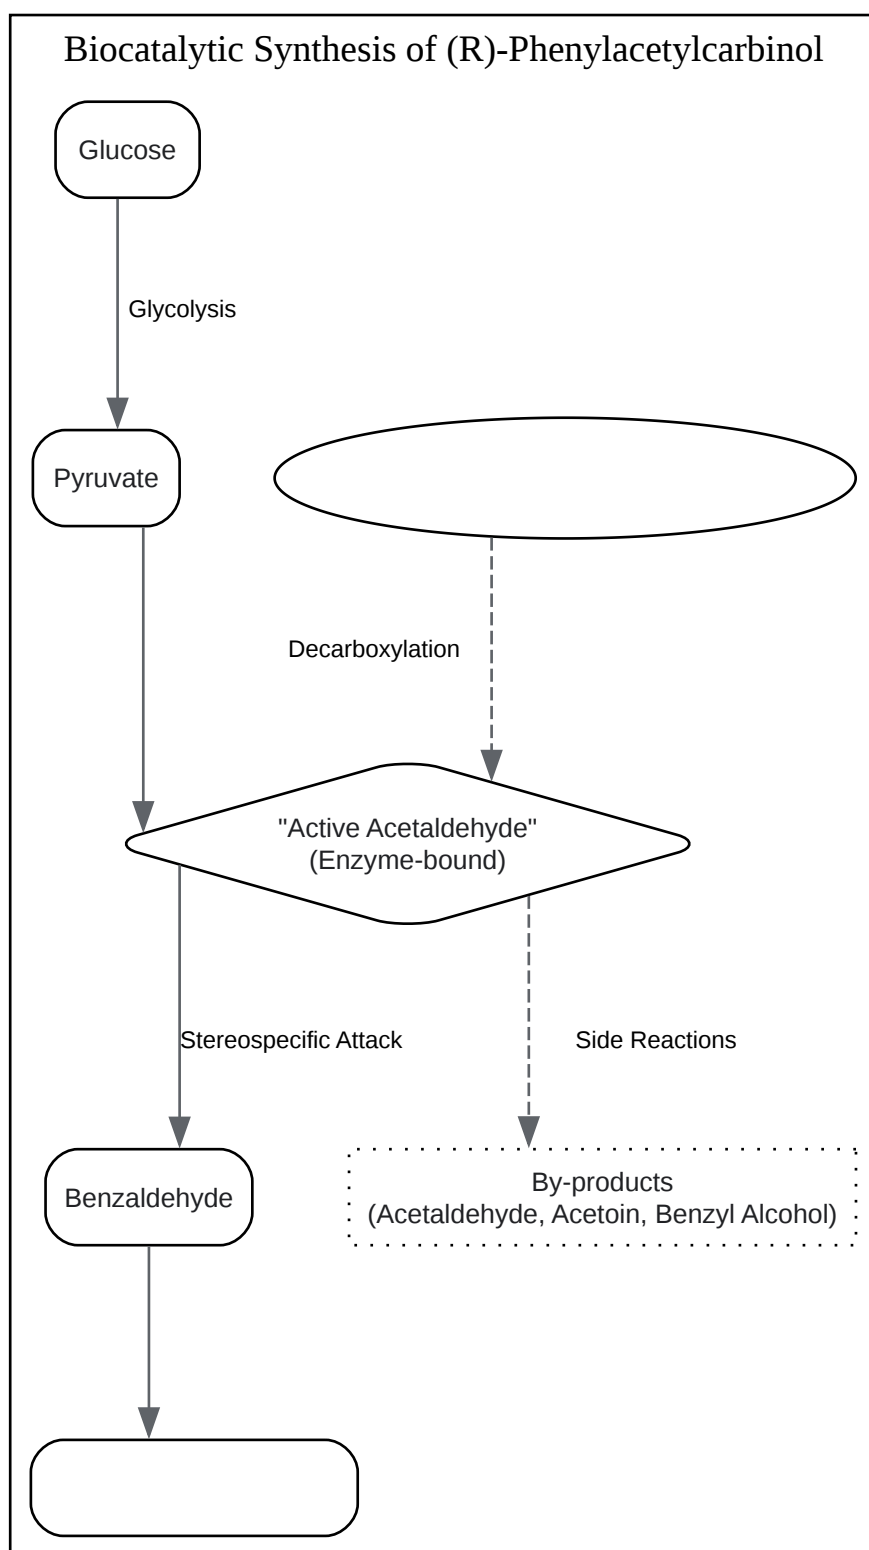 Biocatalytic Synthesis of (R)-Phenylacetylcarbinol
Glucose
Glycolysis
Pyruvate
Decarboxylation
"Active Acetaldehyde"
(Enzyme-bound)
Stereospecific Attack
Side Reactions
Benzaldehyde
By-products
(Acetaldehyde, Acetoin, Benzyl Alcohol)